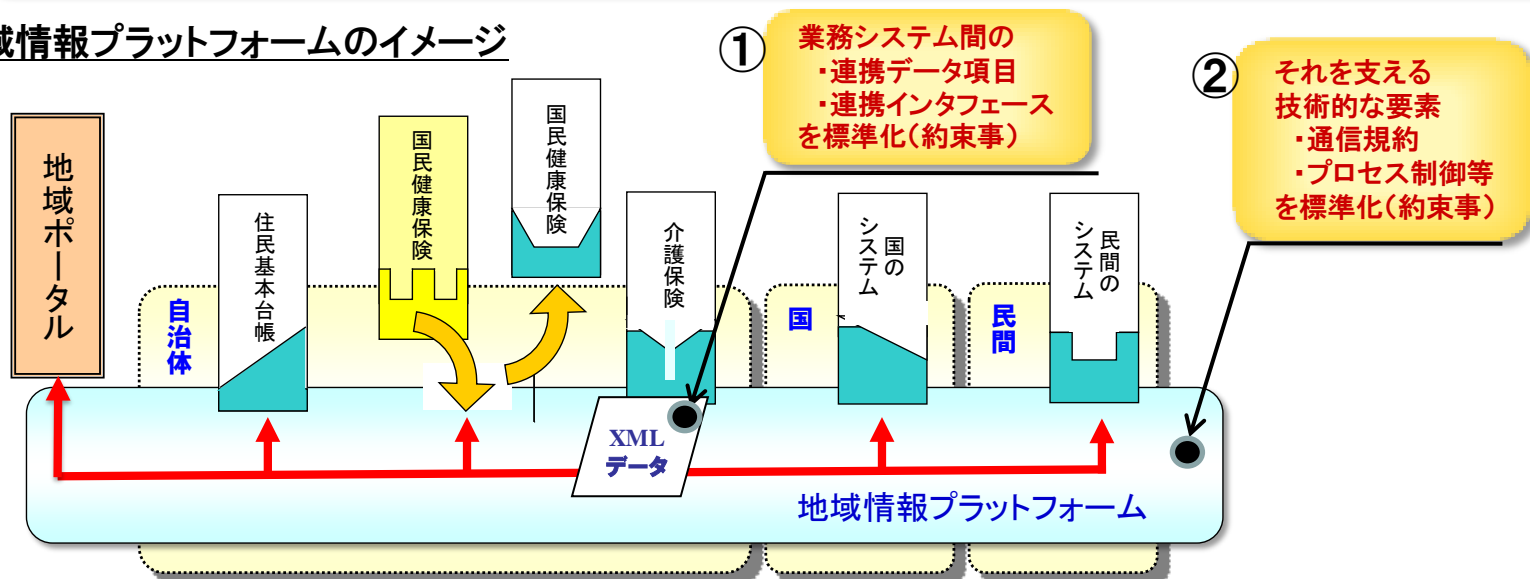 域情報プラットフォームのイメージ
①
業務システム間の
・連携データ項目
・連携インタフェース
を標準化(約束事)
②
それを支える
技術的な要素
・通信規約
・プロセス制御等
を標準化(約束事)
地域ポータル
自治体
住民基本台帳
国民健康保険
国民健康保険
介護保険
国
国の
システム
民間
民間の
システム
XML
データ
地域情報プラットフォーム